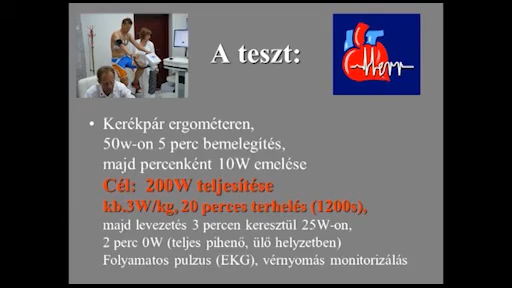 A teszt:
Herr
• Kerékpár ergométeren,
50w-on 5 perc bemelegítés,
majd percenként 10W emelése
Cél: 200W teljesítése
kb.3W/kg, 20 perces terhelés (1200s),
majd levezetés 3 percen keresztül 25W-on,
2 perc 0W (teljes pihenő, ülő helyzetben)
Folyamatos pulzus (EKG), vérnyomás monitorizálás